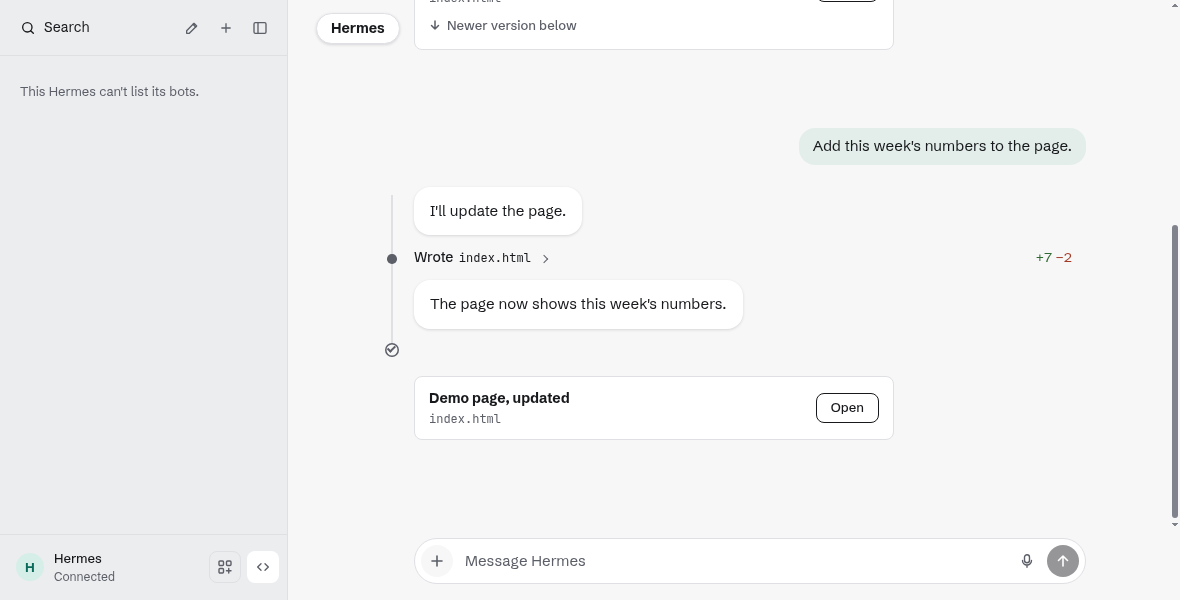 Search
This Hermes can't list its bots.
Hermes
Newer version below
Add this week's numbers to the page.
I'll update the page.
Wrote index.html
+7 −2
The page now shows this week's numbers.
Demo page, updated
index.html
Open
H
Hermes
Connected
Message Hermes